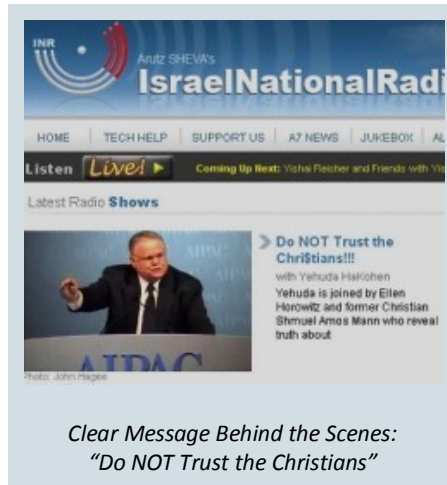 INR
Arutz SHEVA's
IsraelNationalRadi
HOME TECH HELP SUPPORT US A7 NEWS JUKEBOX AL
Listen Live! Coming Up Next: Yishai Fleisher and Friends with Yis
Latest Radio Shows
Do NOT Trust the
Chri$tians!!!
with Yehuda HaKohen
Yehuda is joined by Ellen
Horowitz and former Christian
Shmuel Amos Mann who reveal
truth about
AIPAC
AIPAC
Photo: John Hagee
Clear Message Behind the Scenes:
“Do NOT Trust the Christians”